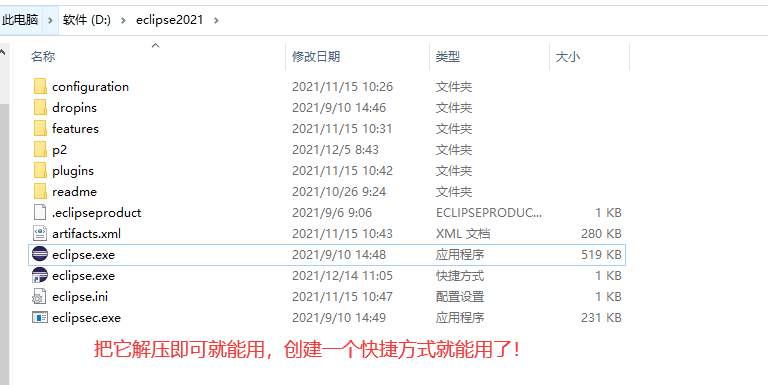 此电脑 > 软件 (D:) > eclipse2021 >
名称 修改日期 类型 大小
configuration 2021/11/15 10:26 文件夹
dropins 2021/9/10 14:46 文件夹
features 2021/11/15 10:31 文件夹
p2 2021/12/5 8:43 文件夹
plugins 2021/11/15 10:42 文件夹
readme 2021/10/26 9:24 文件夹
.eclipseproduct 2021/9/6 9:06 ECLIPSEPRODUC... 1 KB
artifacts.xml 2021/11/15 10:43 XML 文档 280 KB
eclipse.exe 2021/9/10 14:48 应用程序 519 KB
eclipse.exe 2021/12/14 11:05 快捷方式 1 KB
eclipse.ini 2021/11/15 10:47 配置设置 1 KB
eclipsec.exe 2021/9/10 14:49 应用程序 231 KB
把它解压即可就能用，创建一个快捷方式就能用了！